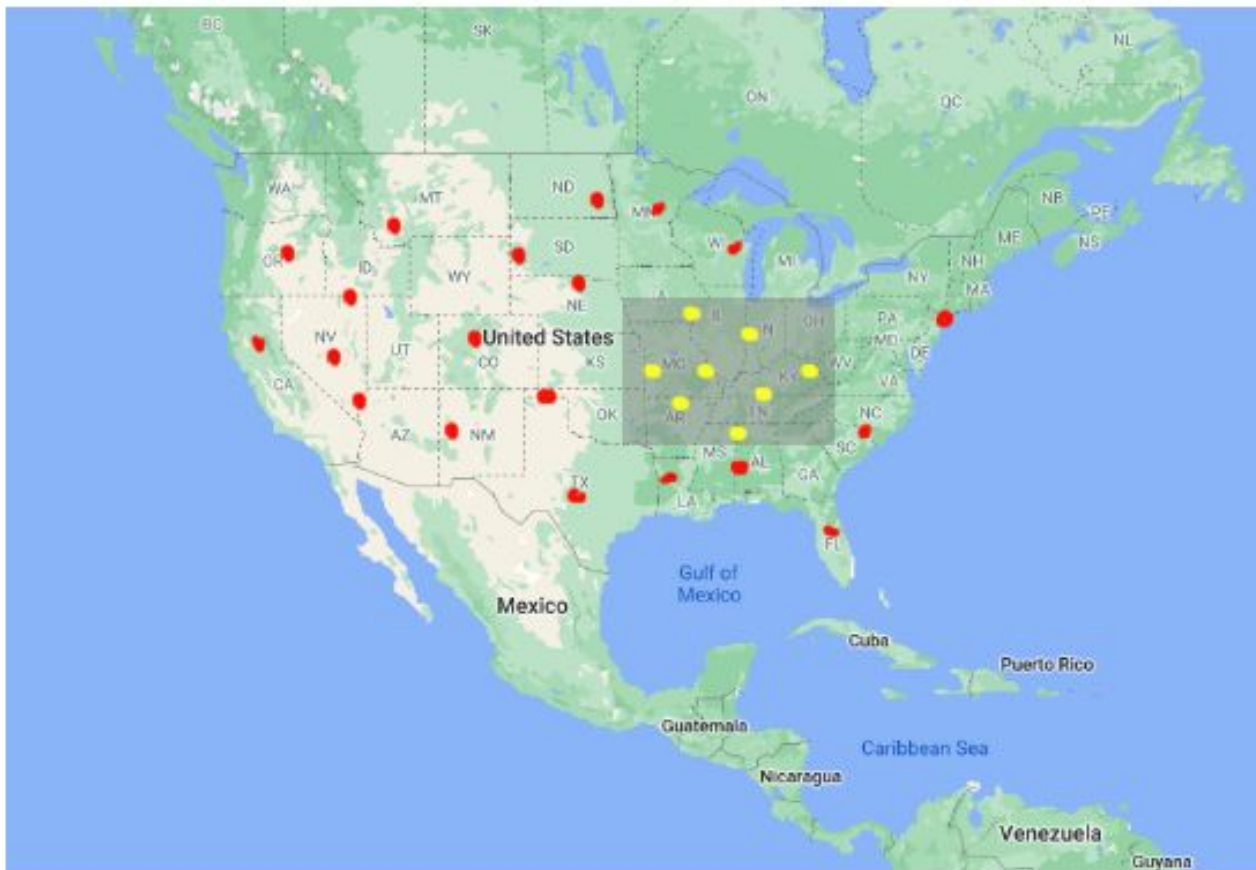 BC
SK
NL
ON
QC
WA
MT
ND
MN
NB
PE
ME
NS
OR
ID
SD
WI
MI
NY
NH
MA
WY
NE
IL
IN
OH
PA
MD
DE
NV
UT
United States
CO
KS
MO
KY
WV
VA
CA
AZ
NM
OK
AR
TN
NC
SC
MS
AL
GA
TX
LA
FL
Gulf of
Mexico
Mexico
Cuba
Puerto Rico
Guatemala
Caribbean Sea
Nicaragua
Venezuela
Guyana